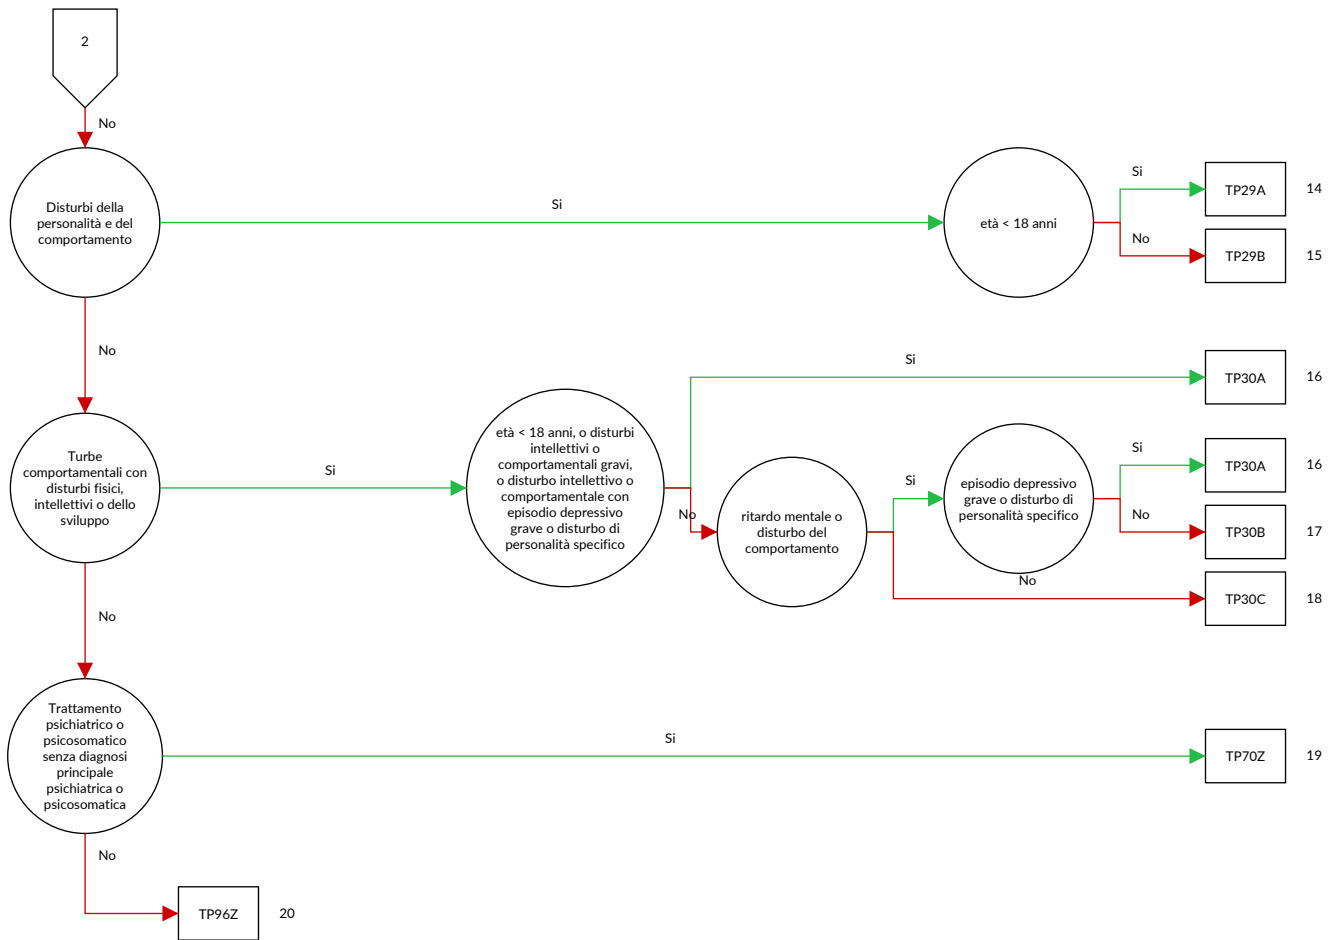 2
No
Disturbi della
personalità e del
comportamento
Si
età < 18 anni
Si
TP29A
14
No
TP29B
15
No
Si
TP30A
16
Turbe
comportamentali con
disturbi fisici,
intellettivi o dello
sviluppo
Si
età < 18 anni, o disturbi
intellettivi o
comportamentali gravi,
o disturbo intellettivo o
comportamentale con
episodio depressivo
grave o disturbo di
personalità specifico
No
ritardo mentale o
disturbo del
comportamento
Si
episodio depressivo
grave o disturbo di
personalità specifico
Si
TP30A
16
No
TP30B
17
No
TP30C
18
No
Trattamento
psichiatrico o
psicosomatico
senza diagnosi
principale
psichiatrica o
psicosomatica
Si
TP70Z
19
No
TP96Z
20